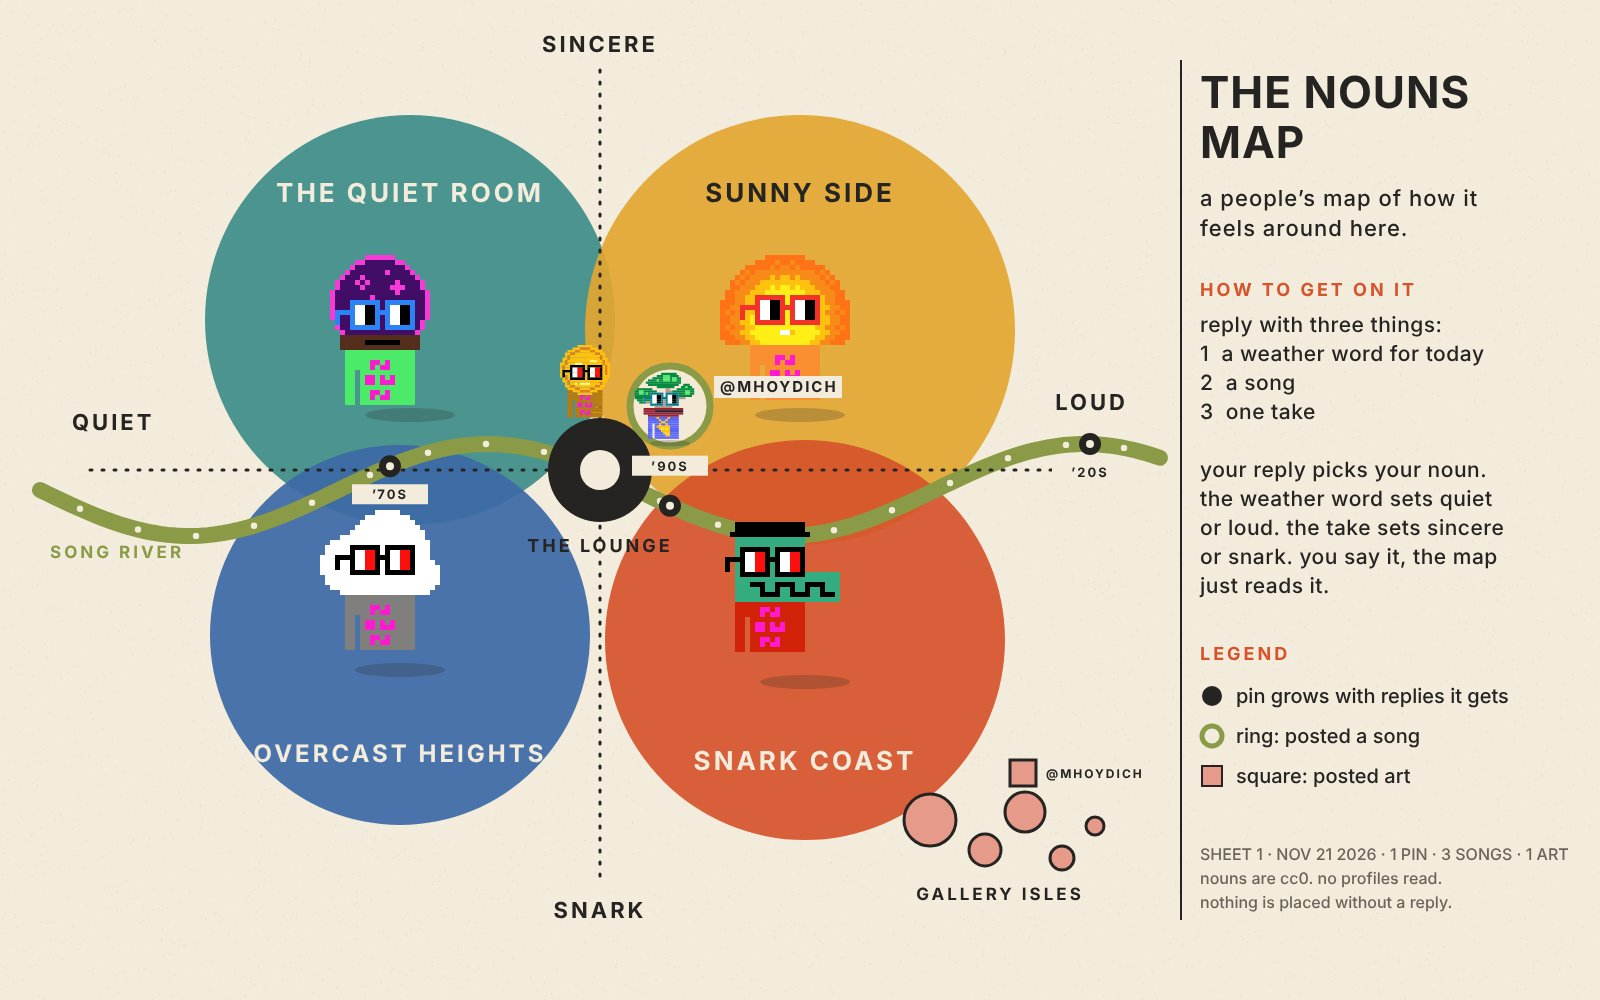 SINCERE
THE QUIET ROOM
SUNNY SIDE
@MHOYDICH
QUIET
LOUD
'90S
'20S
'70S
SONG RIVER
THE LOUNGE
OVERCAST HEIGHTS
SNARK COAST
@MHOYDICH
GALLERY ISLES
SNARK
THE NOUNS
MAP
a people’s map of how it
feels around here.
HOW TO GET ON IT
reply with three things:
1 a weather word for today
2 a song
3 one take
your reply picks your noun.
the weather word sets quiet
or loud. the take sets sincere
or snark. you say it, the map
just reads it.
LEGEND
pin grows with replies it gets
ring: posted a song
square: posted art
SHEET 1 · NOV 21 2026 · 1 PIN · 3 SONGS · 1 ART
nouns are cc0. no profiles read.
nothing is placed without a reply.